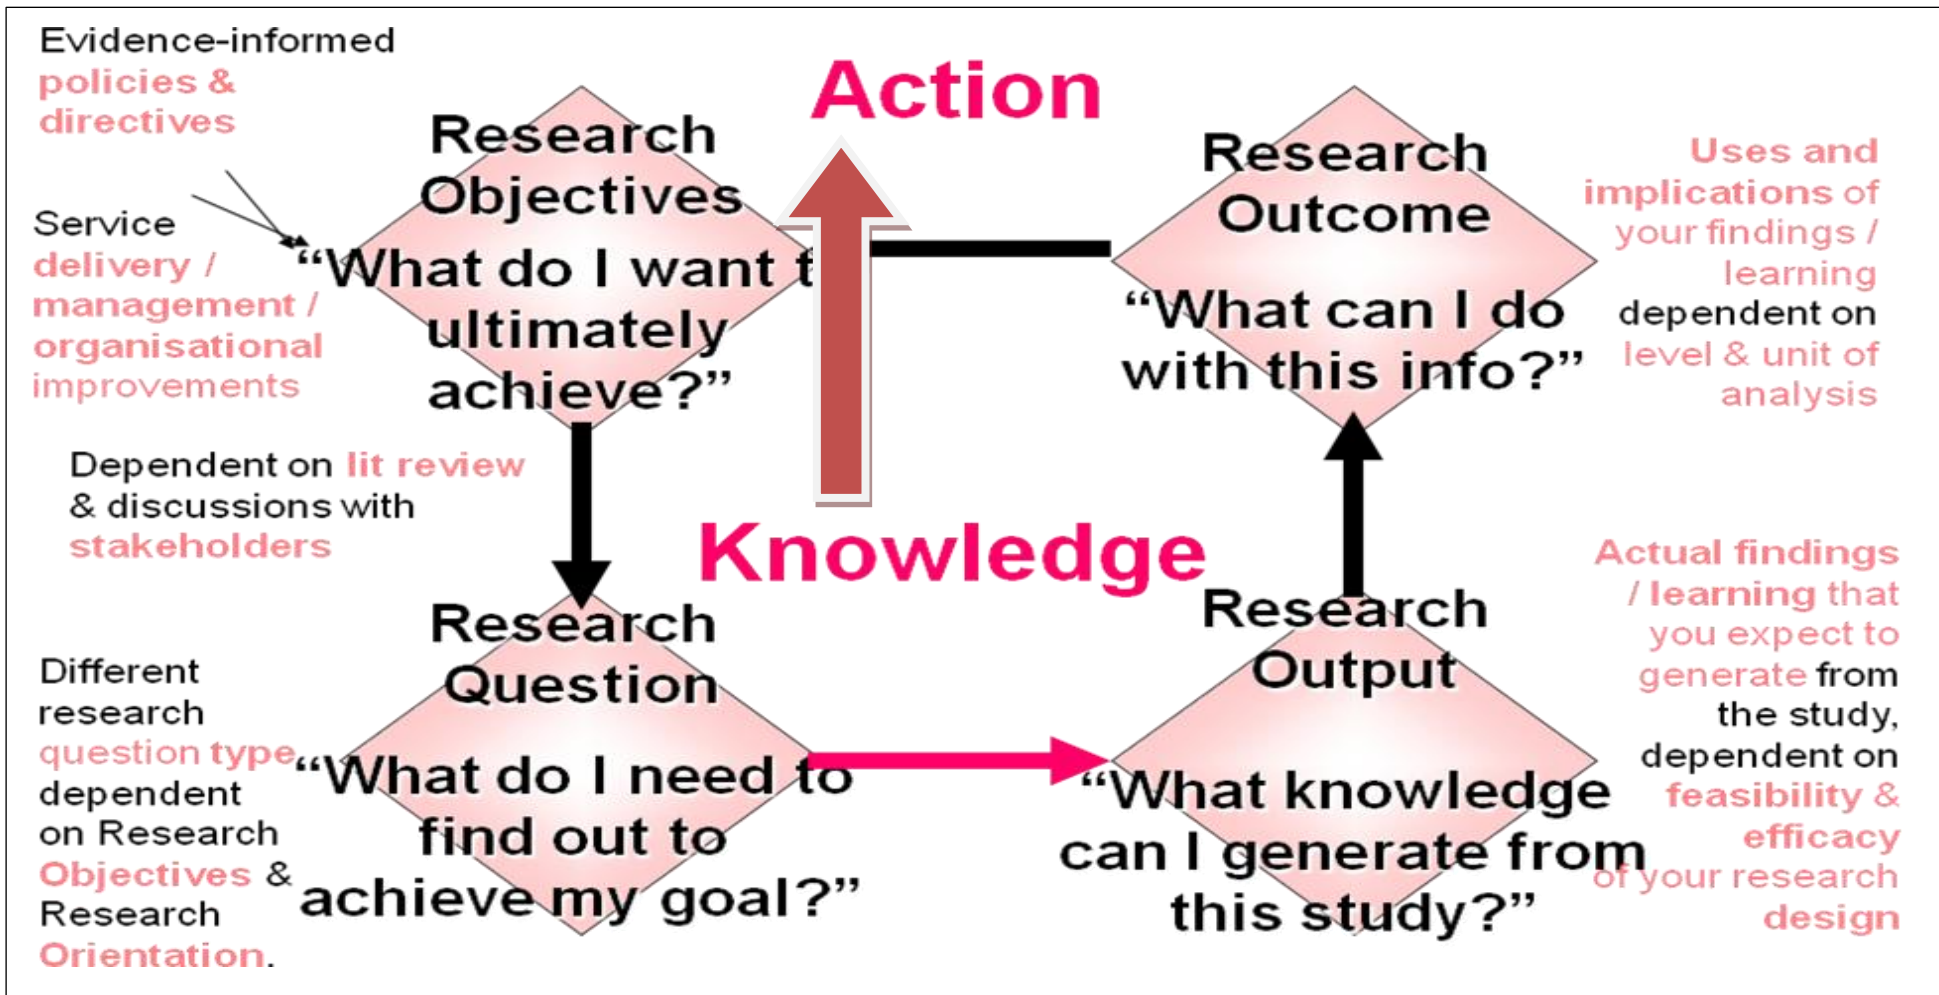 Evidence-informed
policies &
directives
Service
delivery /
management /
organisational
improvements
Research
Objectives
“What do I want t
ultimately
achieve?”
Action
Research
Outcome
“What can I do
with this info?”
Uses and
implications of
your findings /
learning
dependent on
level & unit of
analysis
Dependent on lit review
& discussions with
stakeholders
Knowledge
Different
research
question type
dependent
on Research
Objectives &
Research
Orientation.
Research
Question
“What do I need to
find out to
achieve my goal?”
Research
Output
“What knowledge
can I generate from
this study?”
Actual findings
/ learning that
you expect to
generate from
the study,
dependent on
feasibility &
efficacy
of your research
design